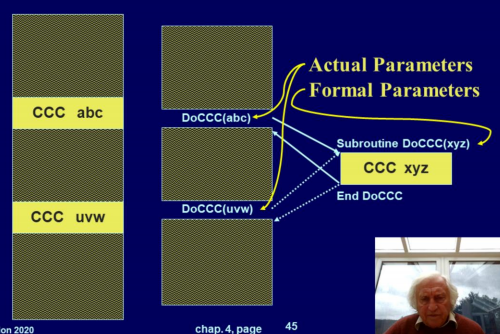 Actual Parameters
Formal Parameters
CCC abc
DoCCC(abc)
Subroutine DoCCC(xyz)
CCC xyz
End DoCCC
CCC uvw
DoCCC(uvw)
2020
chap. 4, page 45